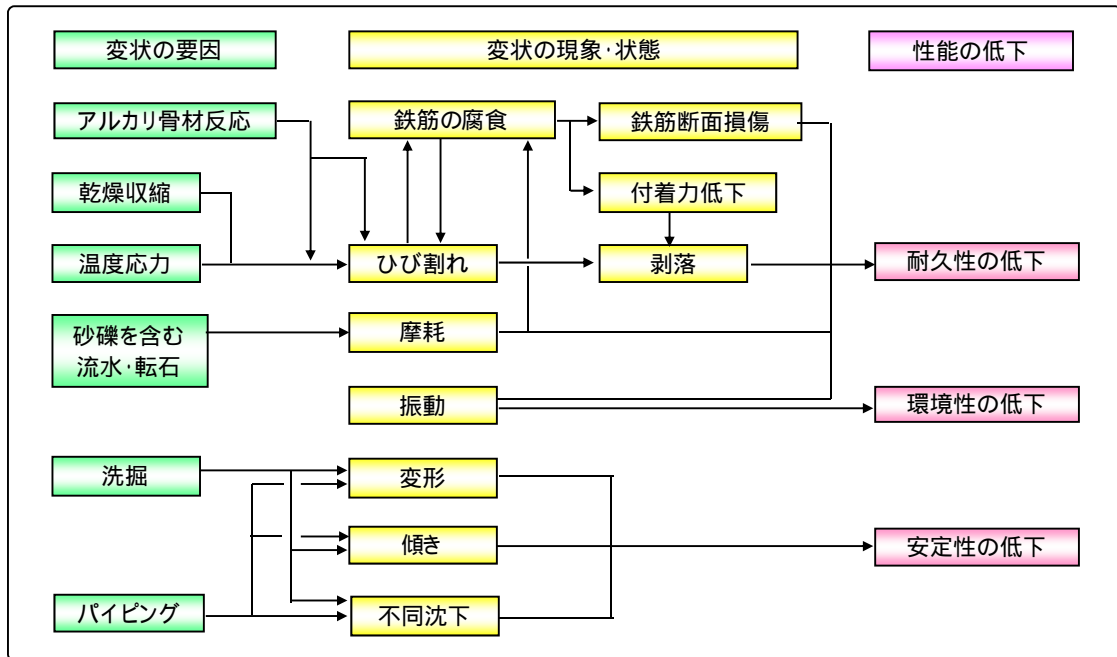 変状の要因
変状の現象・状態
性能の低下
アルカリ骨材反応
鉄筋の腐食
鉄筋断面損傷
乾燥収縮
付着力低下
温度応力
ひび割れ
剥落
耐久性の低下
砂礫を含む
流水・転石
摩耗
振動
環境性の低下
洗掘
変形
傾き
安定性の低下
パイピング
不同沈下